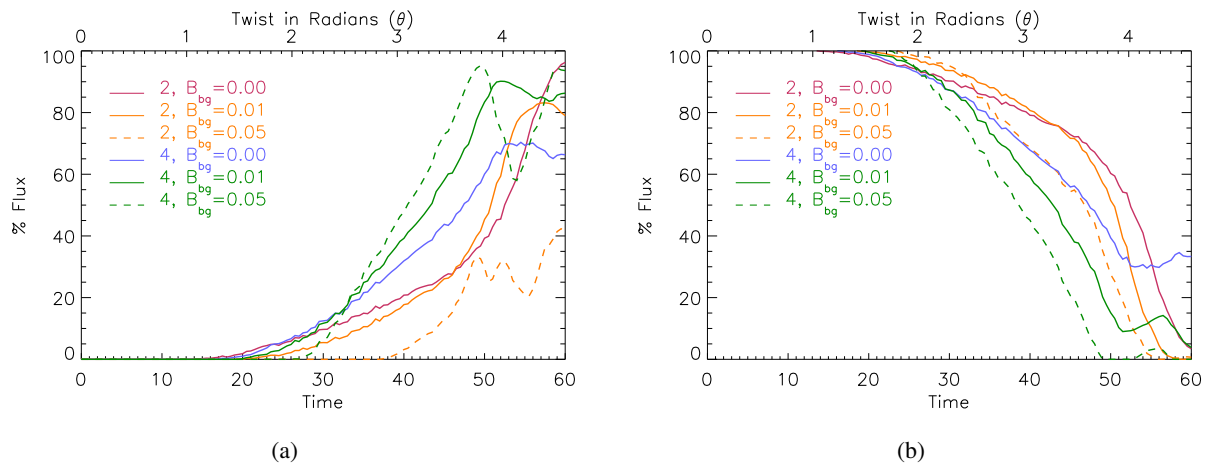 Twist in Radians (θ)
0 1 2 3 4
100
80
60
40
20
0
% Flux
2, B_bg=0.00
2, B_bg=0.01
2, B_bg=0.05
4, B_bg=0.00
4, B_bg=0.01
4, B_bg=0.05
0 10 20 30 40 50 60
Time
(a)
Twist in Radians (θ)
0 1 2 3 4
100
80
60
40
20
0
% Flux
2, B_bg=0.00
2, B_bg=0.01
2, B_bg=0.05
4, B_bg=0.00
4, B_bg=0.01
4, B_bg=0.05
0 10 20 30 40 50 60
Time
(b)